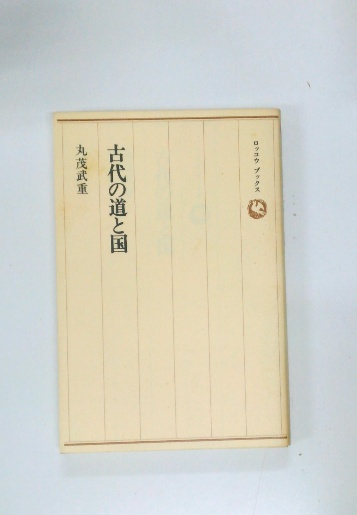 ロッコウ ブックス
古代の道と国
丸茂武重